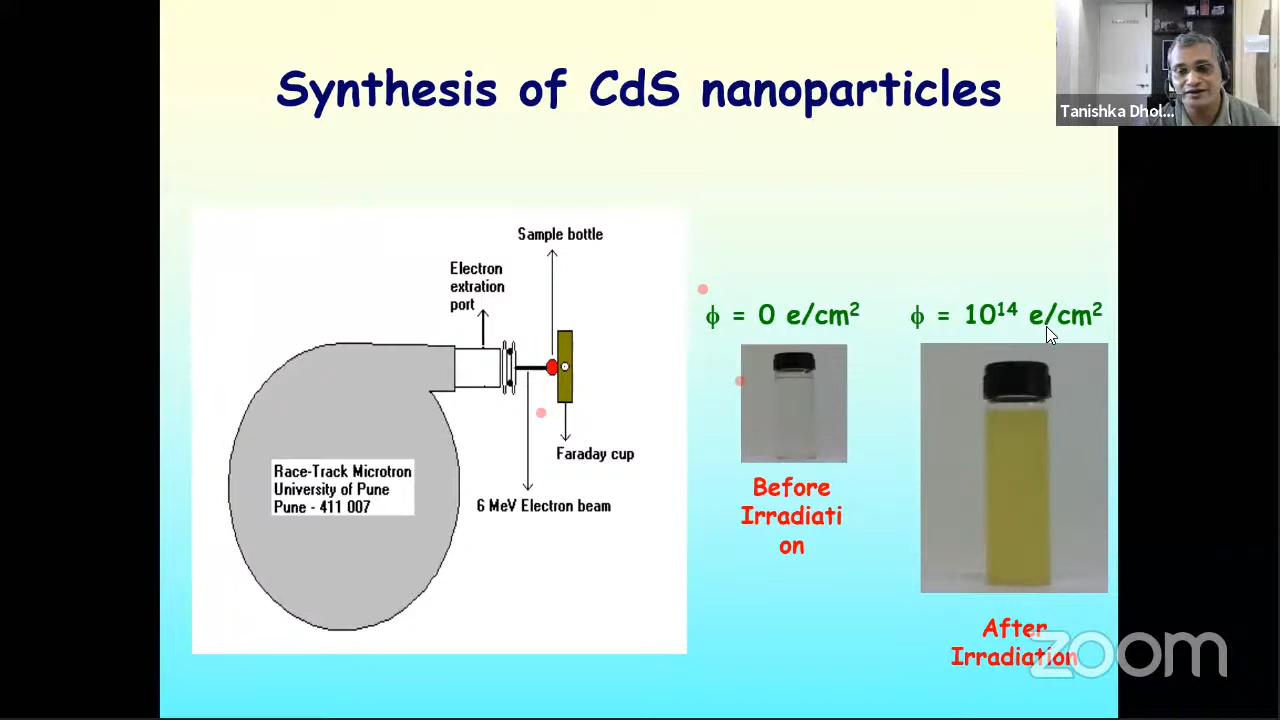 Synthesis of CdS nanoparticles
Tanishka Dhol...
Sample bottle
Electron
extration
port
Faraday cup
6 MeV Electron beam
Race-Track Microtron
University of Pune
Pune - 411 007
ϕ = 0 e/cm²
Before
Irradiati
on
ϕ = 10¹⁴ e/cm²
After
Irradiation
zoom